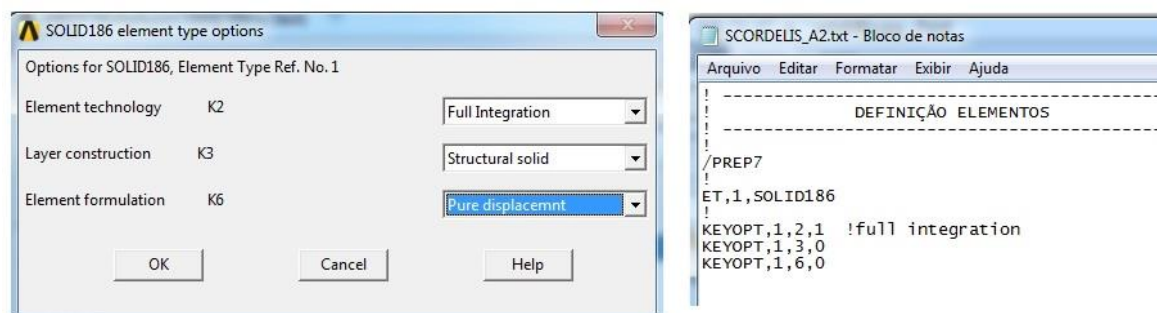 SOLID186 element type options
Options for SOLID186, Element Type Ref. No. 1
Element technology K2 Full Integration
Layer construction K3 Structural solid
Element formulation K6 Pure displacemnt
OK Cancel Help
SCORDELIS_A2.txt - Bloco de notas
Arquivo Editar Formatar Exibir Ajuda
! ----------------------------------------
! DEFINIÇÃO ELEMENTOS
! ----------------------------------------
!
/PREP7
!
ET,1,SOLID186
!
KEYOPT,1,2,1 !full integration
KEYOPT,1,3,0
KEYOPT,1,6,0